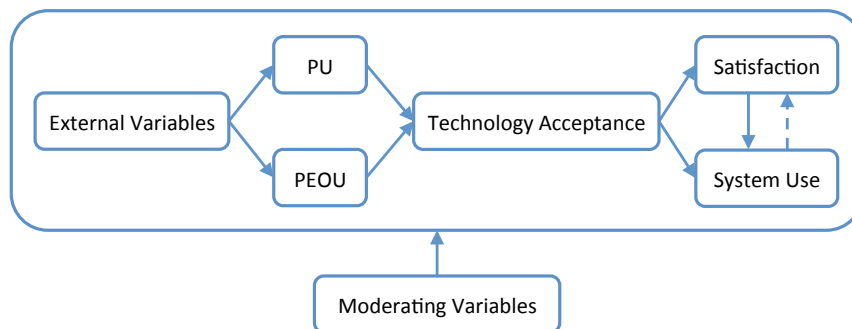 PU
Satisfaction
External Variables
Technology Acceptance
PEOU
System Use
Moderating Variables